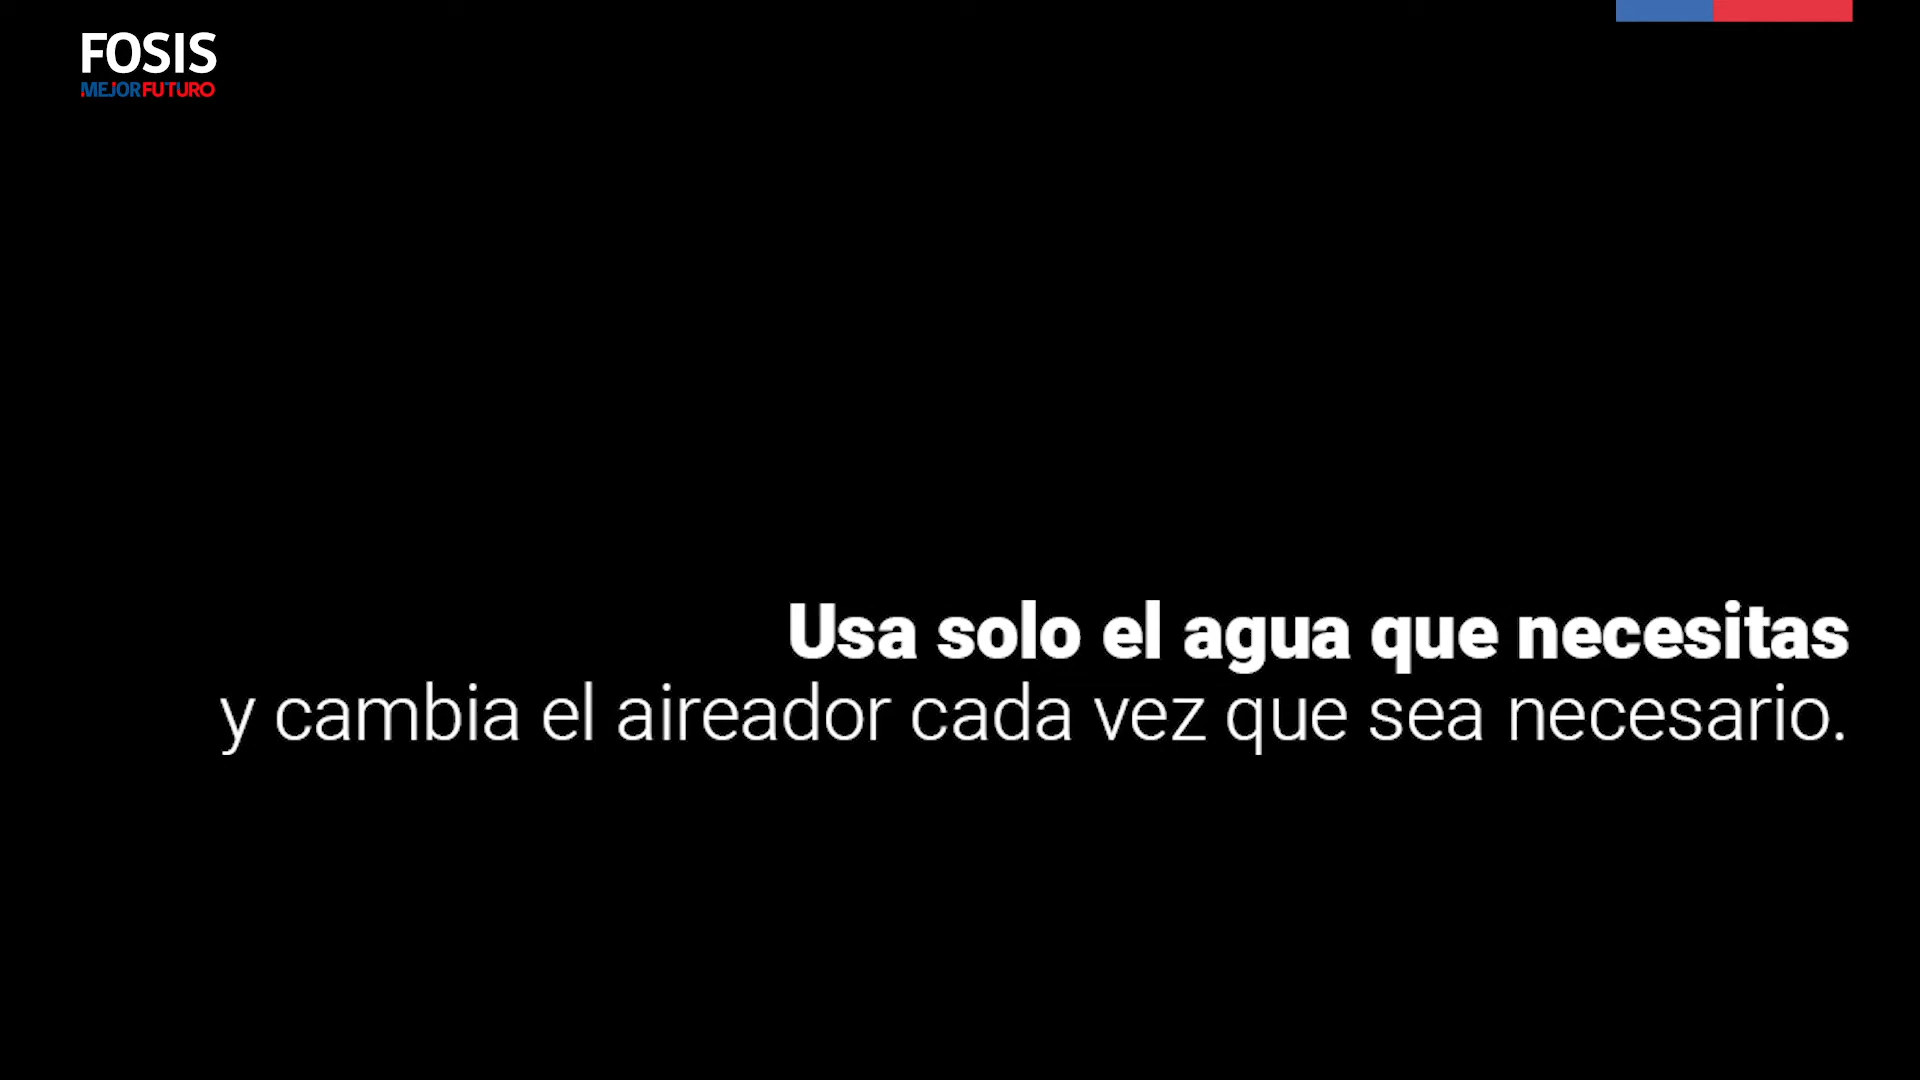 FOSIS
MEJORFUTURO
Usa solo el agua que necesitas
y cambia el aireador cada vez que sea necesario.